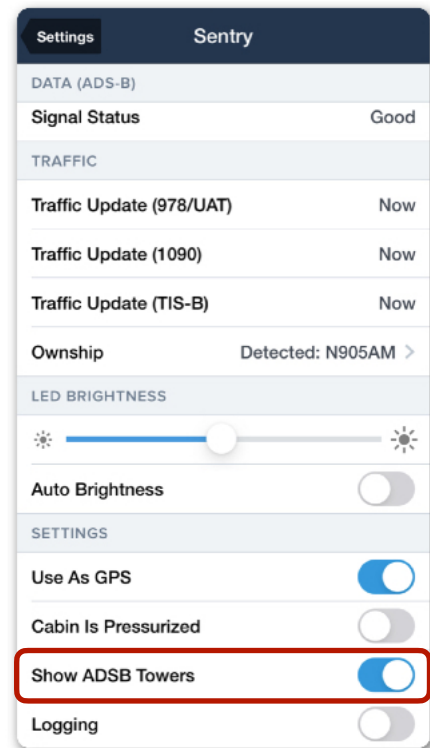 Settings Sentry
DATA (ADS-B)
Signal Status Good
TRAFFIC
Traffic Update (978/UAT) Now
Traffic Update (1090) Now
Traffic Update (TIS-B) Now
Ownship Detected: N905AM >
LED BRIGHTNESS
Auto Brightness
SETTINGS
Use As GPS
Cabin Is Pressurized
Show ADSB Towers
Logging